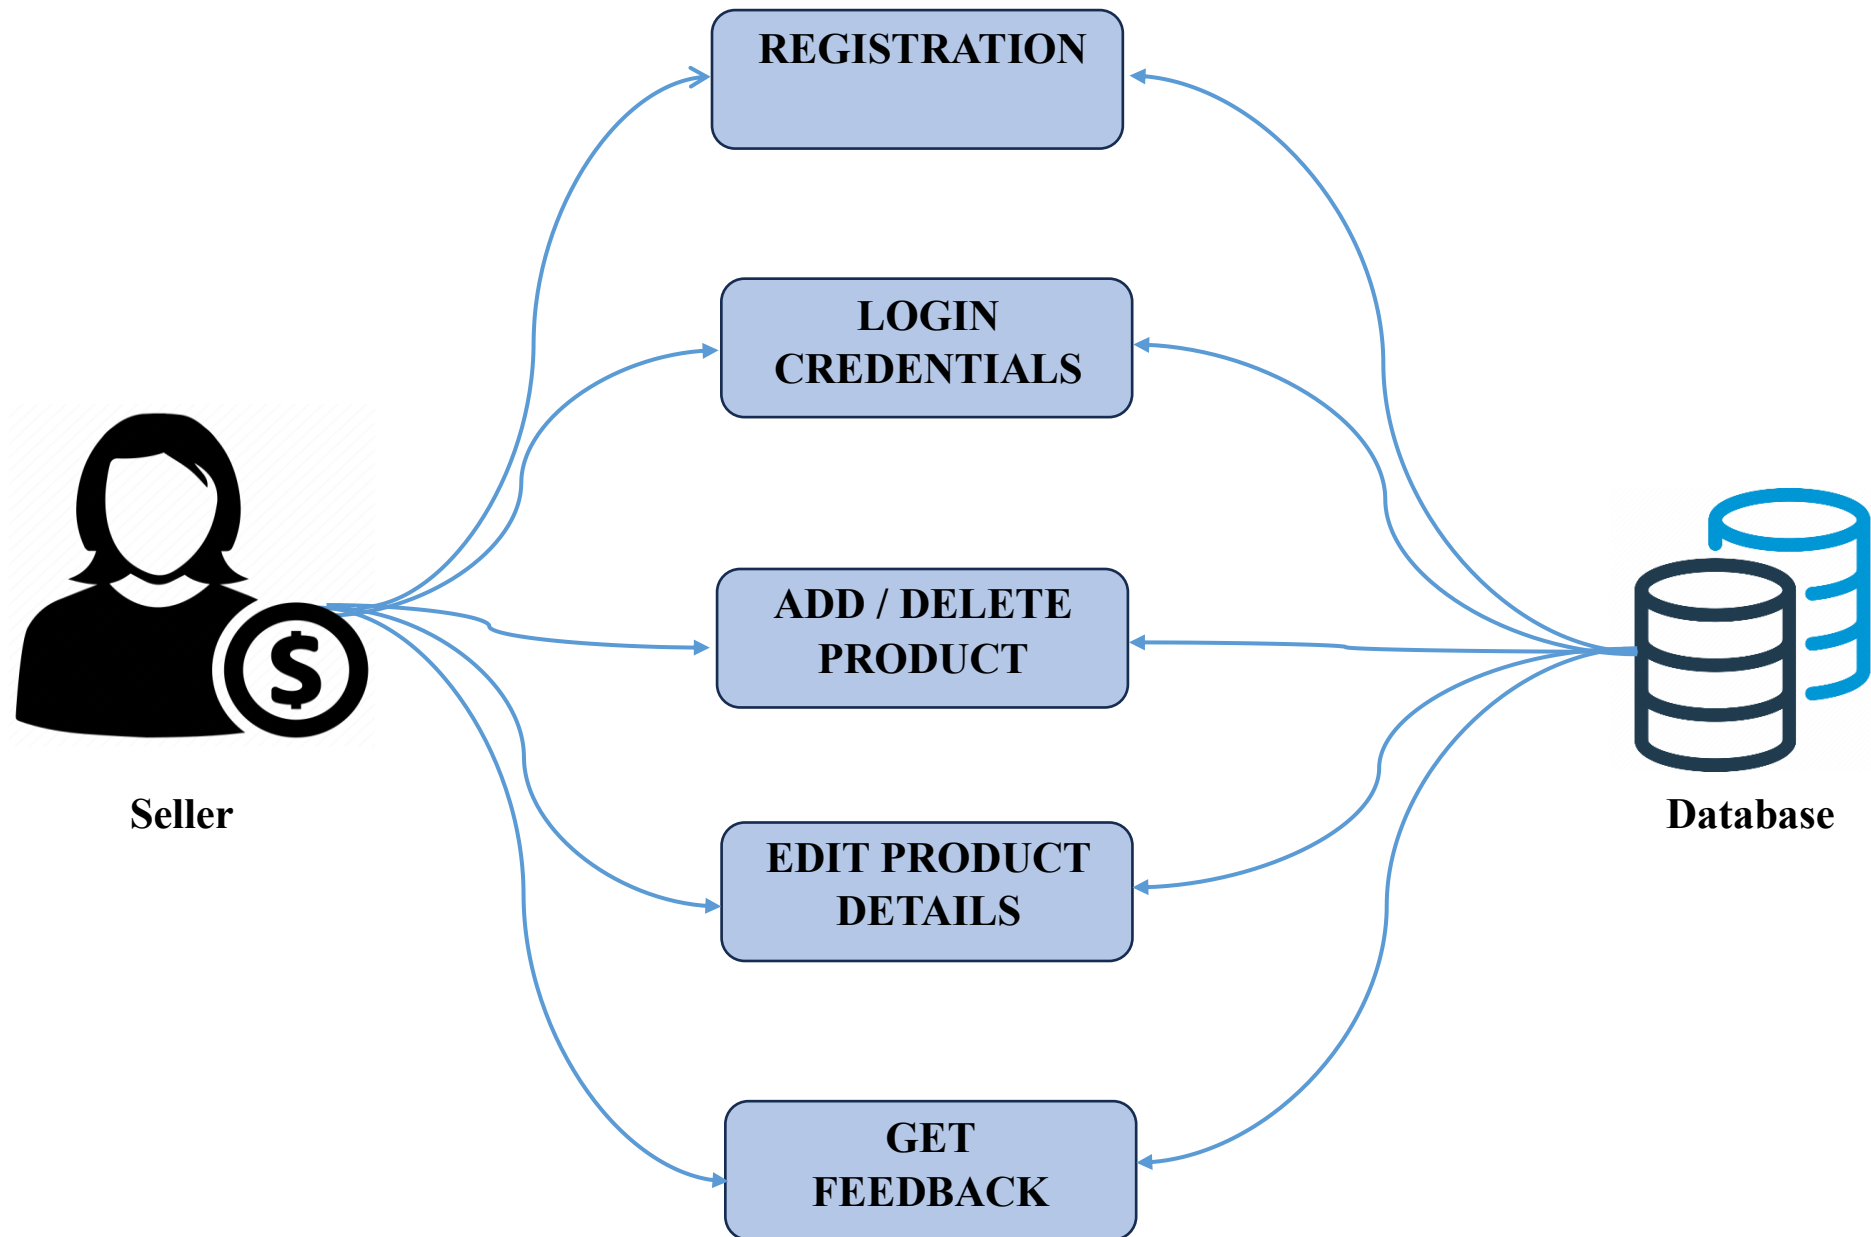 REGISTRATION
LOGIN
CREDENTIALS
ADD / DELETE
PRODUCT
$
Seller
Database
EDIT PRODUCT
DETAILS
GET
FEEDBACK